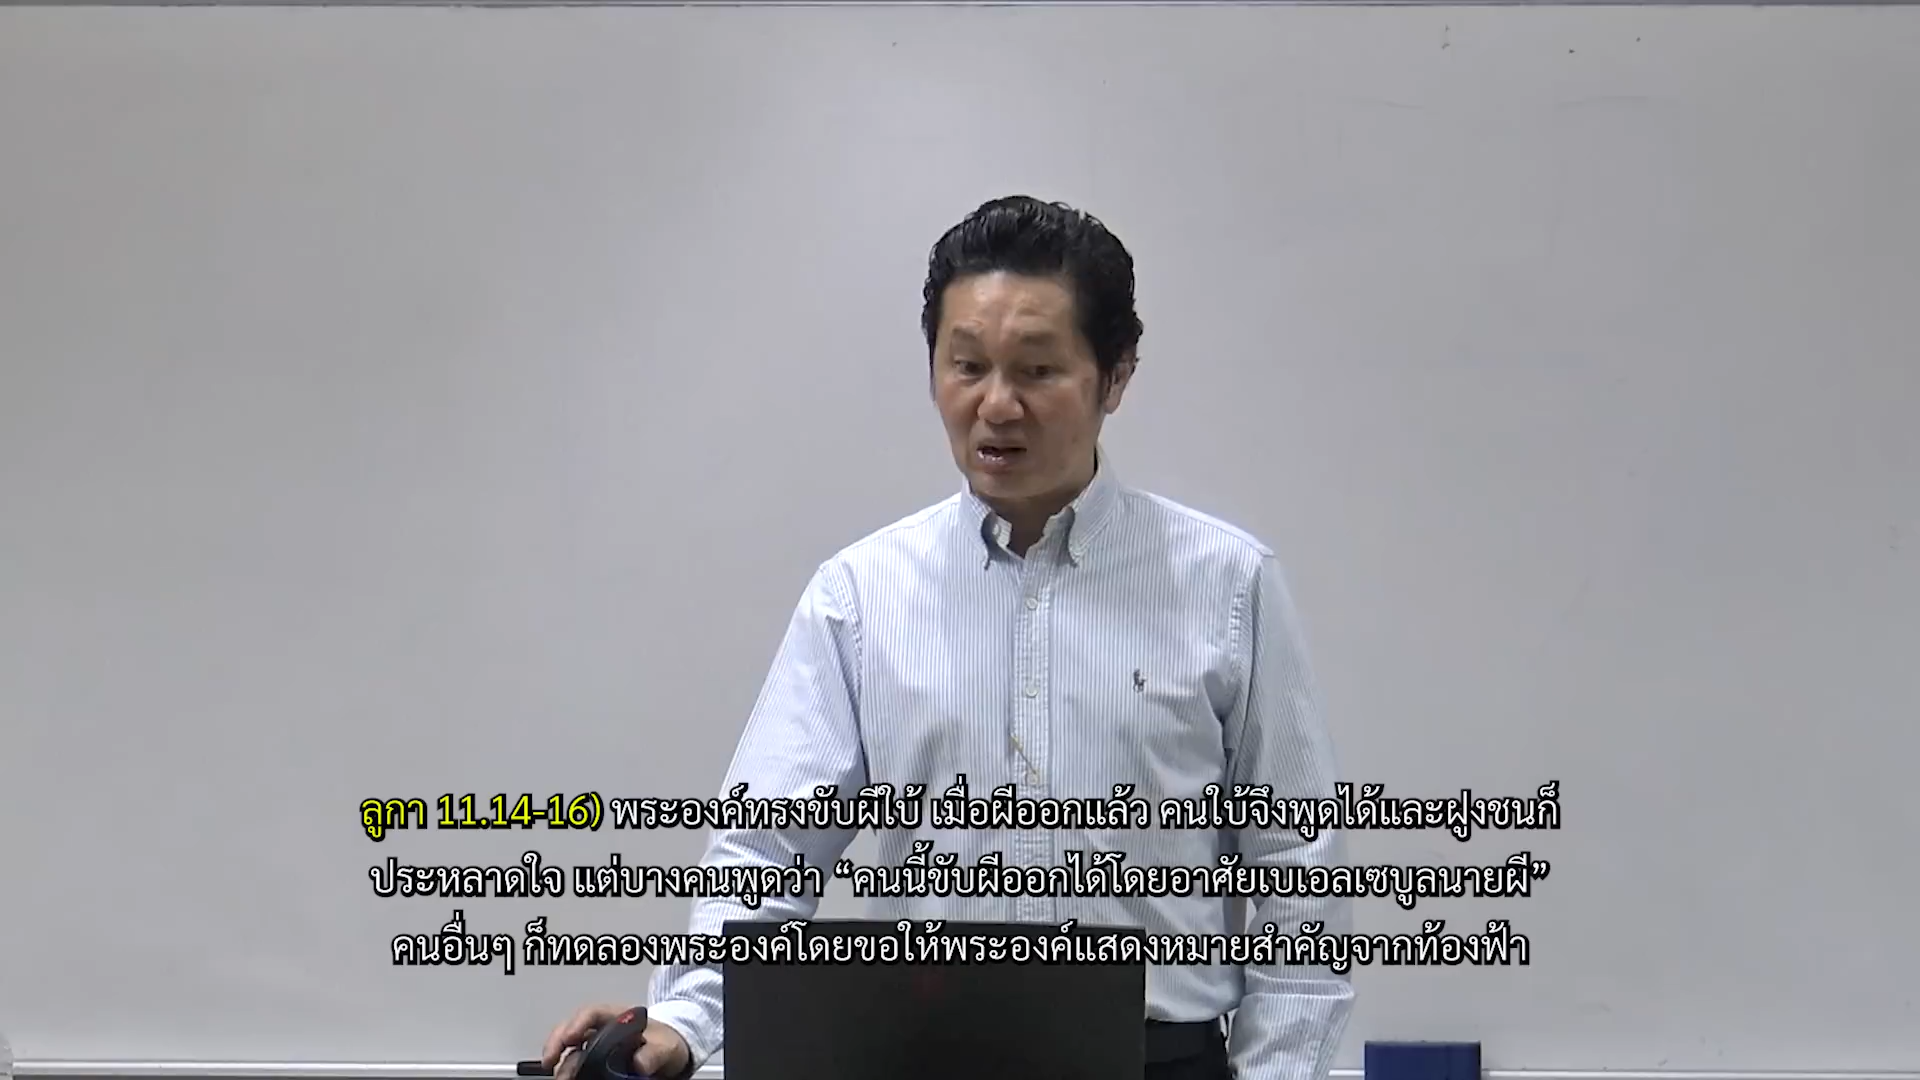 ลูกา 11.14-16) พระองค์ทรงขับผีใบ้ เมื่อผีออกแล้ว คนใบ้จึงพูดได้และฝูงชนก็
ประหลาดใจ แต่บางคนพูดว่า “คนนี้ขับผีออกได้โดยอาศัยเบเอลเซบูลนายผี”
คนอื่นๆ ก็ทดลองพระองค์โดยขอให้พระองค์แสดงหมายสำคัญจากท้องฟ้า